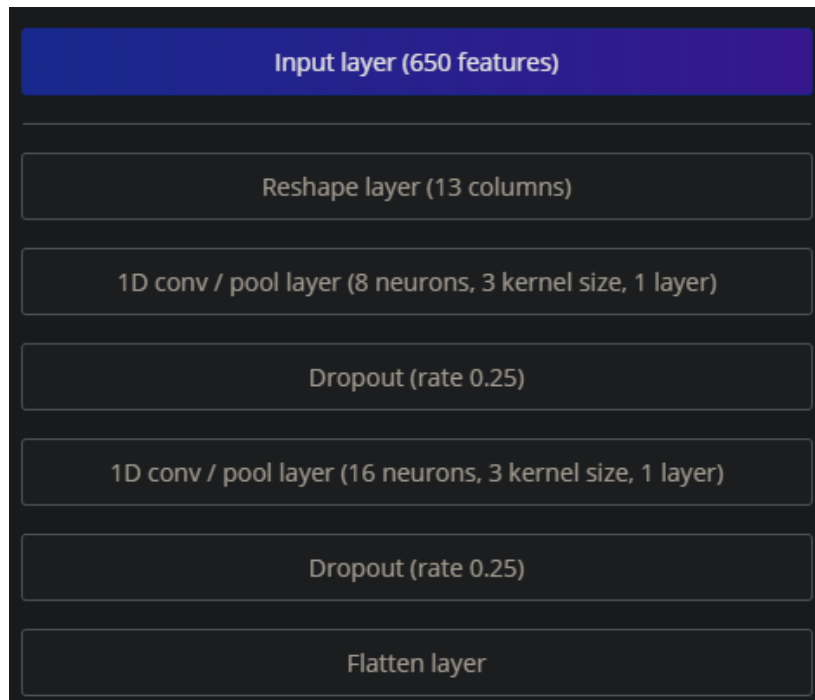 Input layer (650 features)
Reshape layer (13 columns)
1D conv / pool layer (8 neurons, 3 kernel size, 1 layer)
Dropout (rate 0.25)
1D conv / pool layer (16 neurons, 3 kernel size, 1 layer)
Dropout (rate 0.25)
Flatten layer